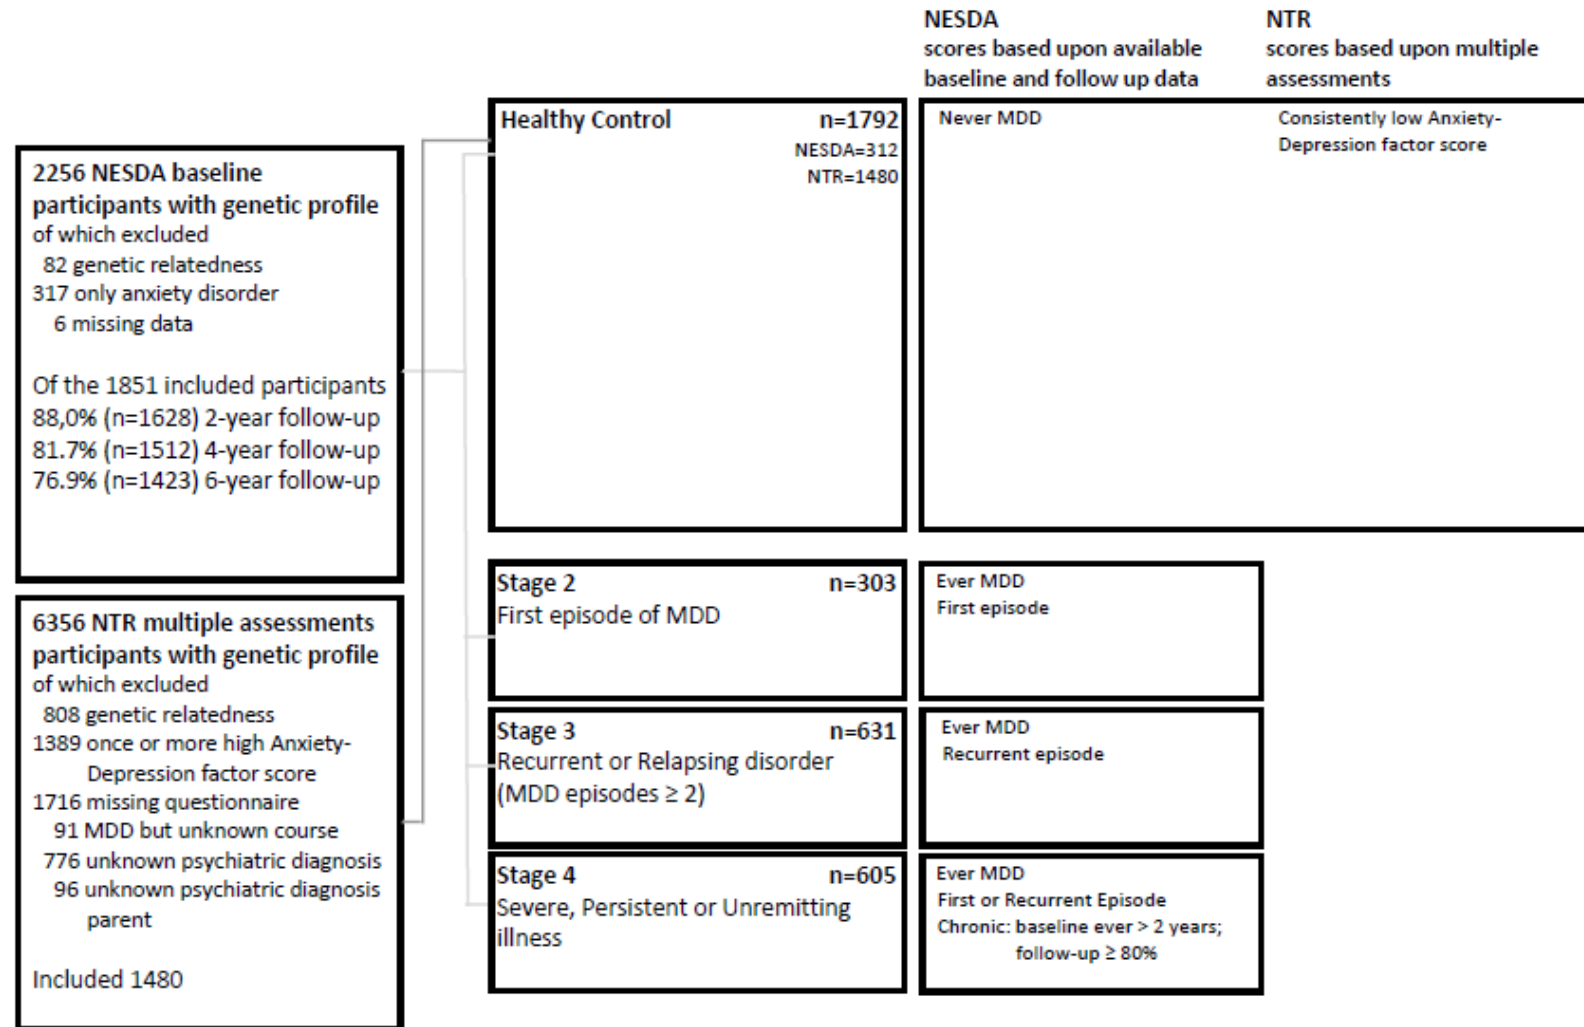 NESDA
scores based upon available
baseline and follow up data
NTR
scores based upon multiple
assessments
2256 NESDA baseline
participants with genetic profile
of which excluded
82 genetic relatedness
317 only anxiety disorder
6 missing data
Of the 1851 included participants
88,0% (n=1628) 2-year follow-up
81.7% (n=1512) 4-year follow-up
76.9% (n=1423) 6-year follow-up
6356 NTR multiple assessments
participants with genetic profile
of which excluded
808 genetic relatedness
1389 once or more high Anxiety-
Depression factor score
1716 missing questionnaire
91 MDD but unknown course
776 unknown psychiatric diagnosis
96 unknown psychiatric diagnosis
parent
Included 1480
Healthy Control n=1792
NESDA=312
NTR=1480
Never MDD
Consistently low Anxiety-
Depression factor score
Stage 2 n=303
First episode of MDD
Ever MDD
First episode
Stage 3 n=631
Recurrent or Relapsing disorder
(MDD episodes ≥ 2)
Ever MDD
Recurrent episode
Stage 4 n=605
Severe, Persistent or Unremitting
illness
Ever MDD
First or Recurrent Episode
Chronic: baseline ever > 2 years;
follow-up ≥ 80%